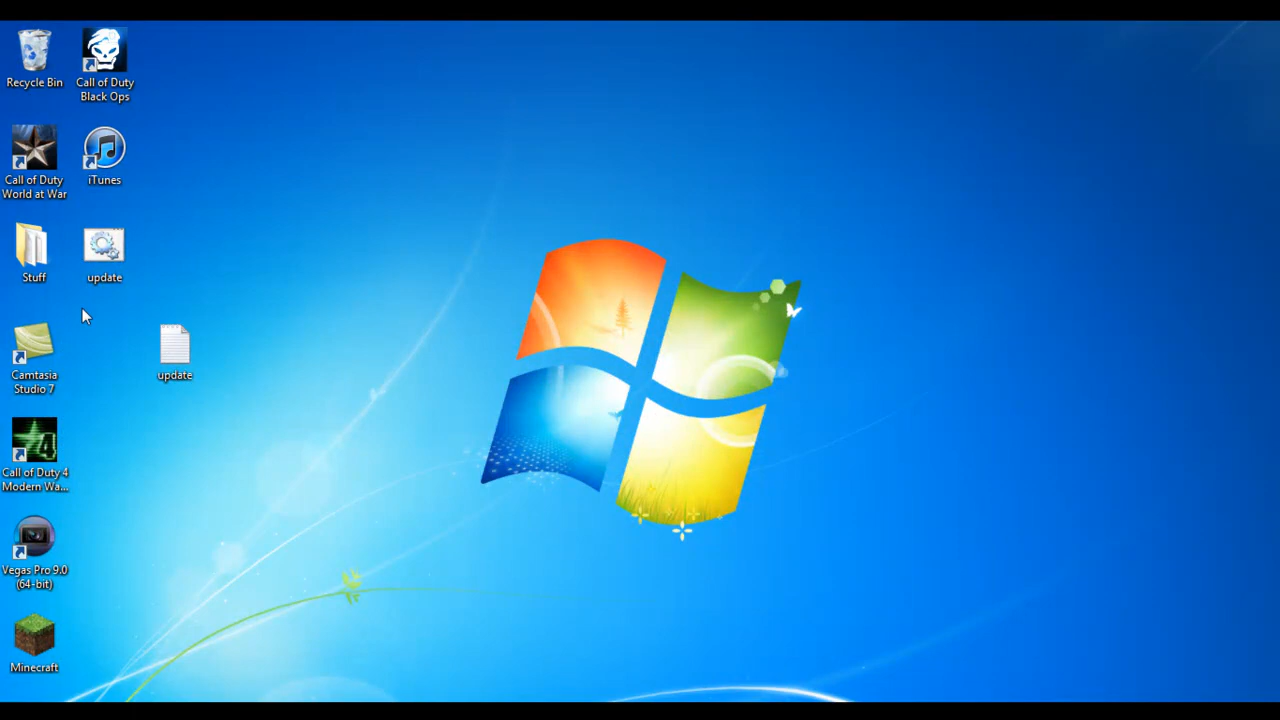 Recycle Bin
Call of Duty
Black Ops
Call of Duty
World at War
iTunes
Stuff
update
Camtasia
Studio 7
update
4
Call of Duty 4
Modern Wa...
Vegas Pro 9.0
(64-bit)
Minecraft